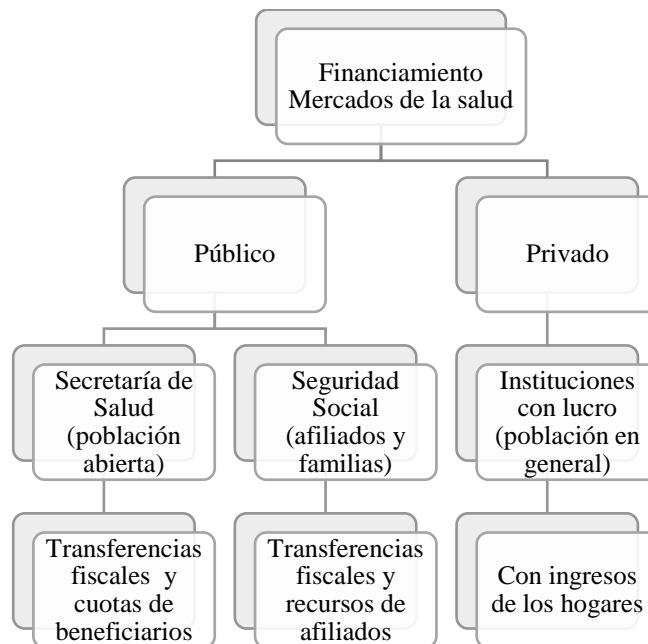 Financiamiento
Mercados de la salud
Público
Privado
Secretaría de
Salud
(población
abierta)
Seguridad
Social
(afiliados y
familias)
Instituciones
con lucro
(población en
general)
Transferencias
fiscales  y
cuotas de
beneficiarios
Transferencias
fiscales y
recursos de
afiliados
Con ingresos
de los hogares